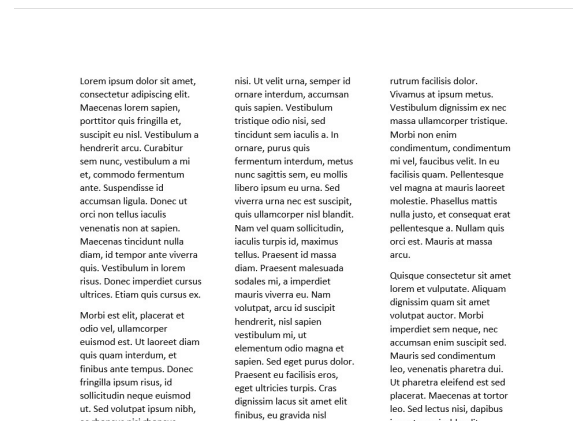 Lorem ipsum dolor sit amet,
consectetur adipiscing elit.
Maecenas lorem sapien,
porttitor quis fringilla et,
suscipit eu nisl. Vestibulum a
hendrerit arcu. Curabitur
sem nunc, vestibulum a mi
et, commodo fermentum
ante. Suspendisse id
accumsan ligula. Donec ut
orci non tellus iaculis
venenatis non at sapien.
Maecenas tincidunt nulla
diam, id tempor ante viverra
quis. Vestibulum in lorem
risus. Donec imperdiet cursus
ultrices. Etiam quis cursus ex.
Morbi est elit, placerat et
odio vel, ullamcorper
euismod est. Ut laoreet diam
quis quam interdum, et
finibus ante tempus. Donec
fringilla ipsum risus, id
sollicitudin neque euismod
ut. Sed volutpat ipsum nibh,
nisi. Ut velit urna, semper id
ornare interdum, accumsan
quis sapien. Vestibulum
tristique odio nisi, sed
tincidunt sem iaculis a. In
ornare, purus quis
fermentum interdum, metus
nunc sagittis sem, eu mollis
libero ipsum eu urna. Sed
viverra urna nec est suscipit,
quis ullamcorper nisl blandit.
Nam vel quam sollicitudin,
iaculis turpis id, maximus
tellus. Praesent id massa
diam. Praesent malesuada
sodales mi, a imperdiet
mauris viverra eu. Nam
volutpat, arcu id suscipit
hendrerit, nisl sapien
vestibulum mi, ut
elementum odio magna et
sapien. Sed eget purus dolor.
Praesent eu facilisis eros,
eget ultricies turpis. Cras
dignissim lacus sit amet elit
finibus, eu gravida nisl
rutrum facilisis dolor.
Vivamus at ipsum metus.
Vestibulum dignissim ex nec
massa ullamcorper tristique.
Morbi non enim
condimentum, condimentum
mi vel, faucibus velit. In eu
facilisis quam. Pellentesque
vel magna at mauris laoreet
molestie. Phasellus mattis
nulla justo, et consequat erat
pellentesque a. Nullam quis
orci est. Mauris at massa
arcu.
Quisque consectetur sit amet
lorem et vulputate. Aliquam
dignissim quam sit amet
volutpat auctor. Morbi
imperdiet sem neque, nec
accumsan enim suscipit sed.
Mauris sed condimentum
leo, venenatis pharetra dui.
Ut pharetra eleifend est sed
placerat. Maecenas at tortor
leo. Sed lectus nisi, dapibus